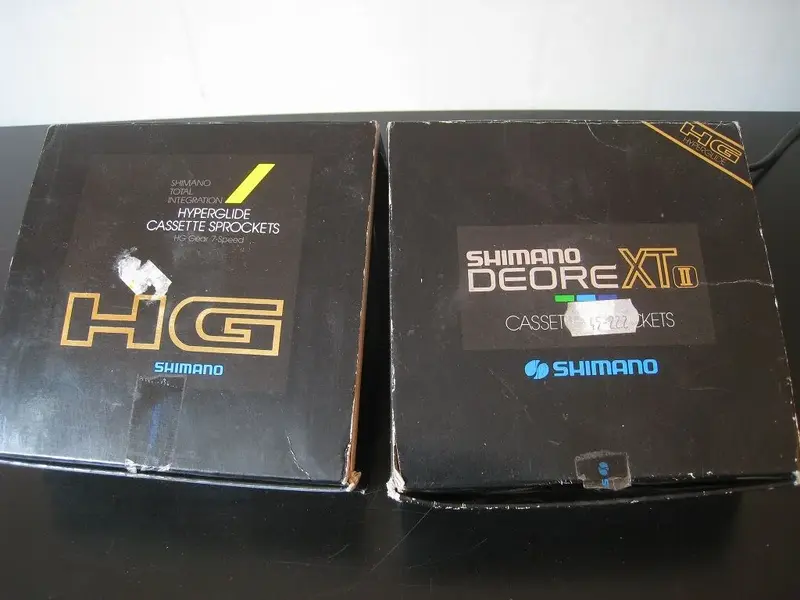 SHIMANO
TOTAL
INTEGRATION
HYPERGLIDE
CASSETTE SPROCKETS
HG Gear 7-Speed
HG
SHIMANO
HG
HYPERGLIDE
SHIMANO
DEORE XT II
SHIMANO